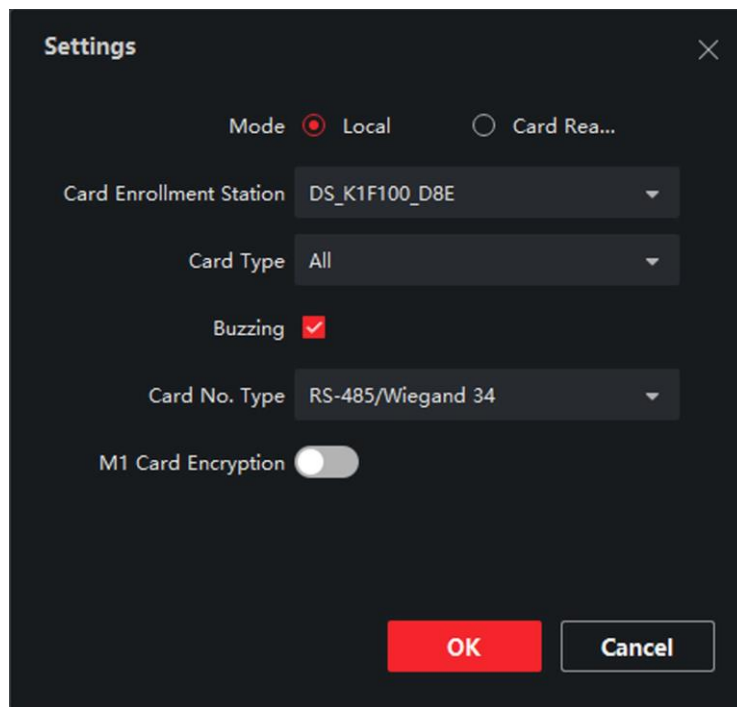 Settings
Mode Local Card Rea...
Card Enrollment Station DS_K1F100_D8E
Card Type All
Buzzing
Card No. Type RS-485/Wiegand 34
M1 Card Encryption
OK Cancel